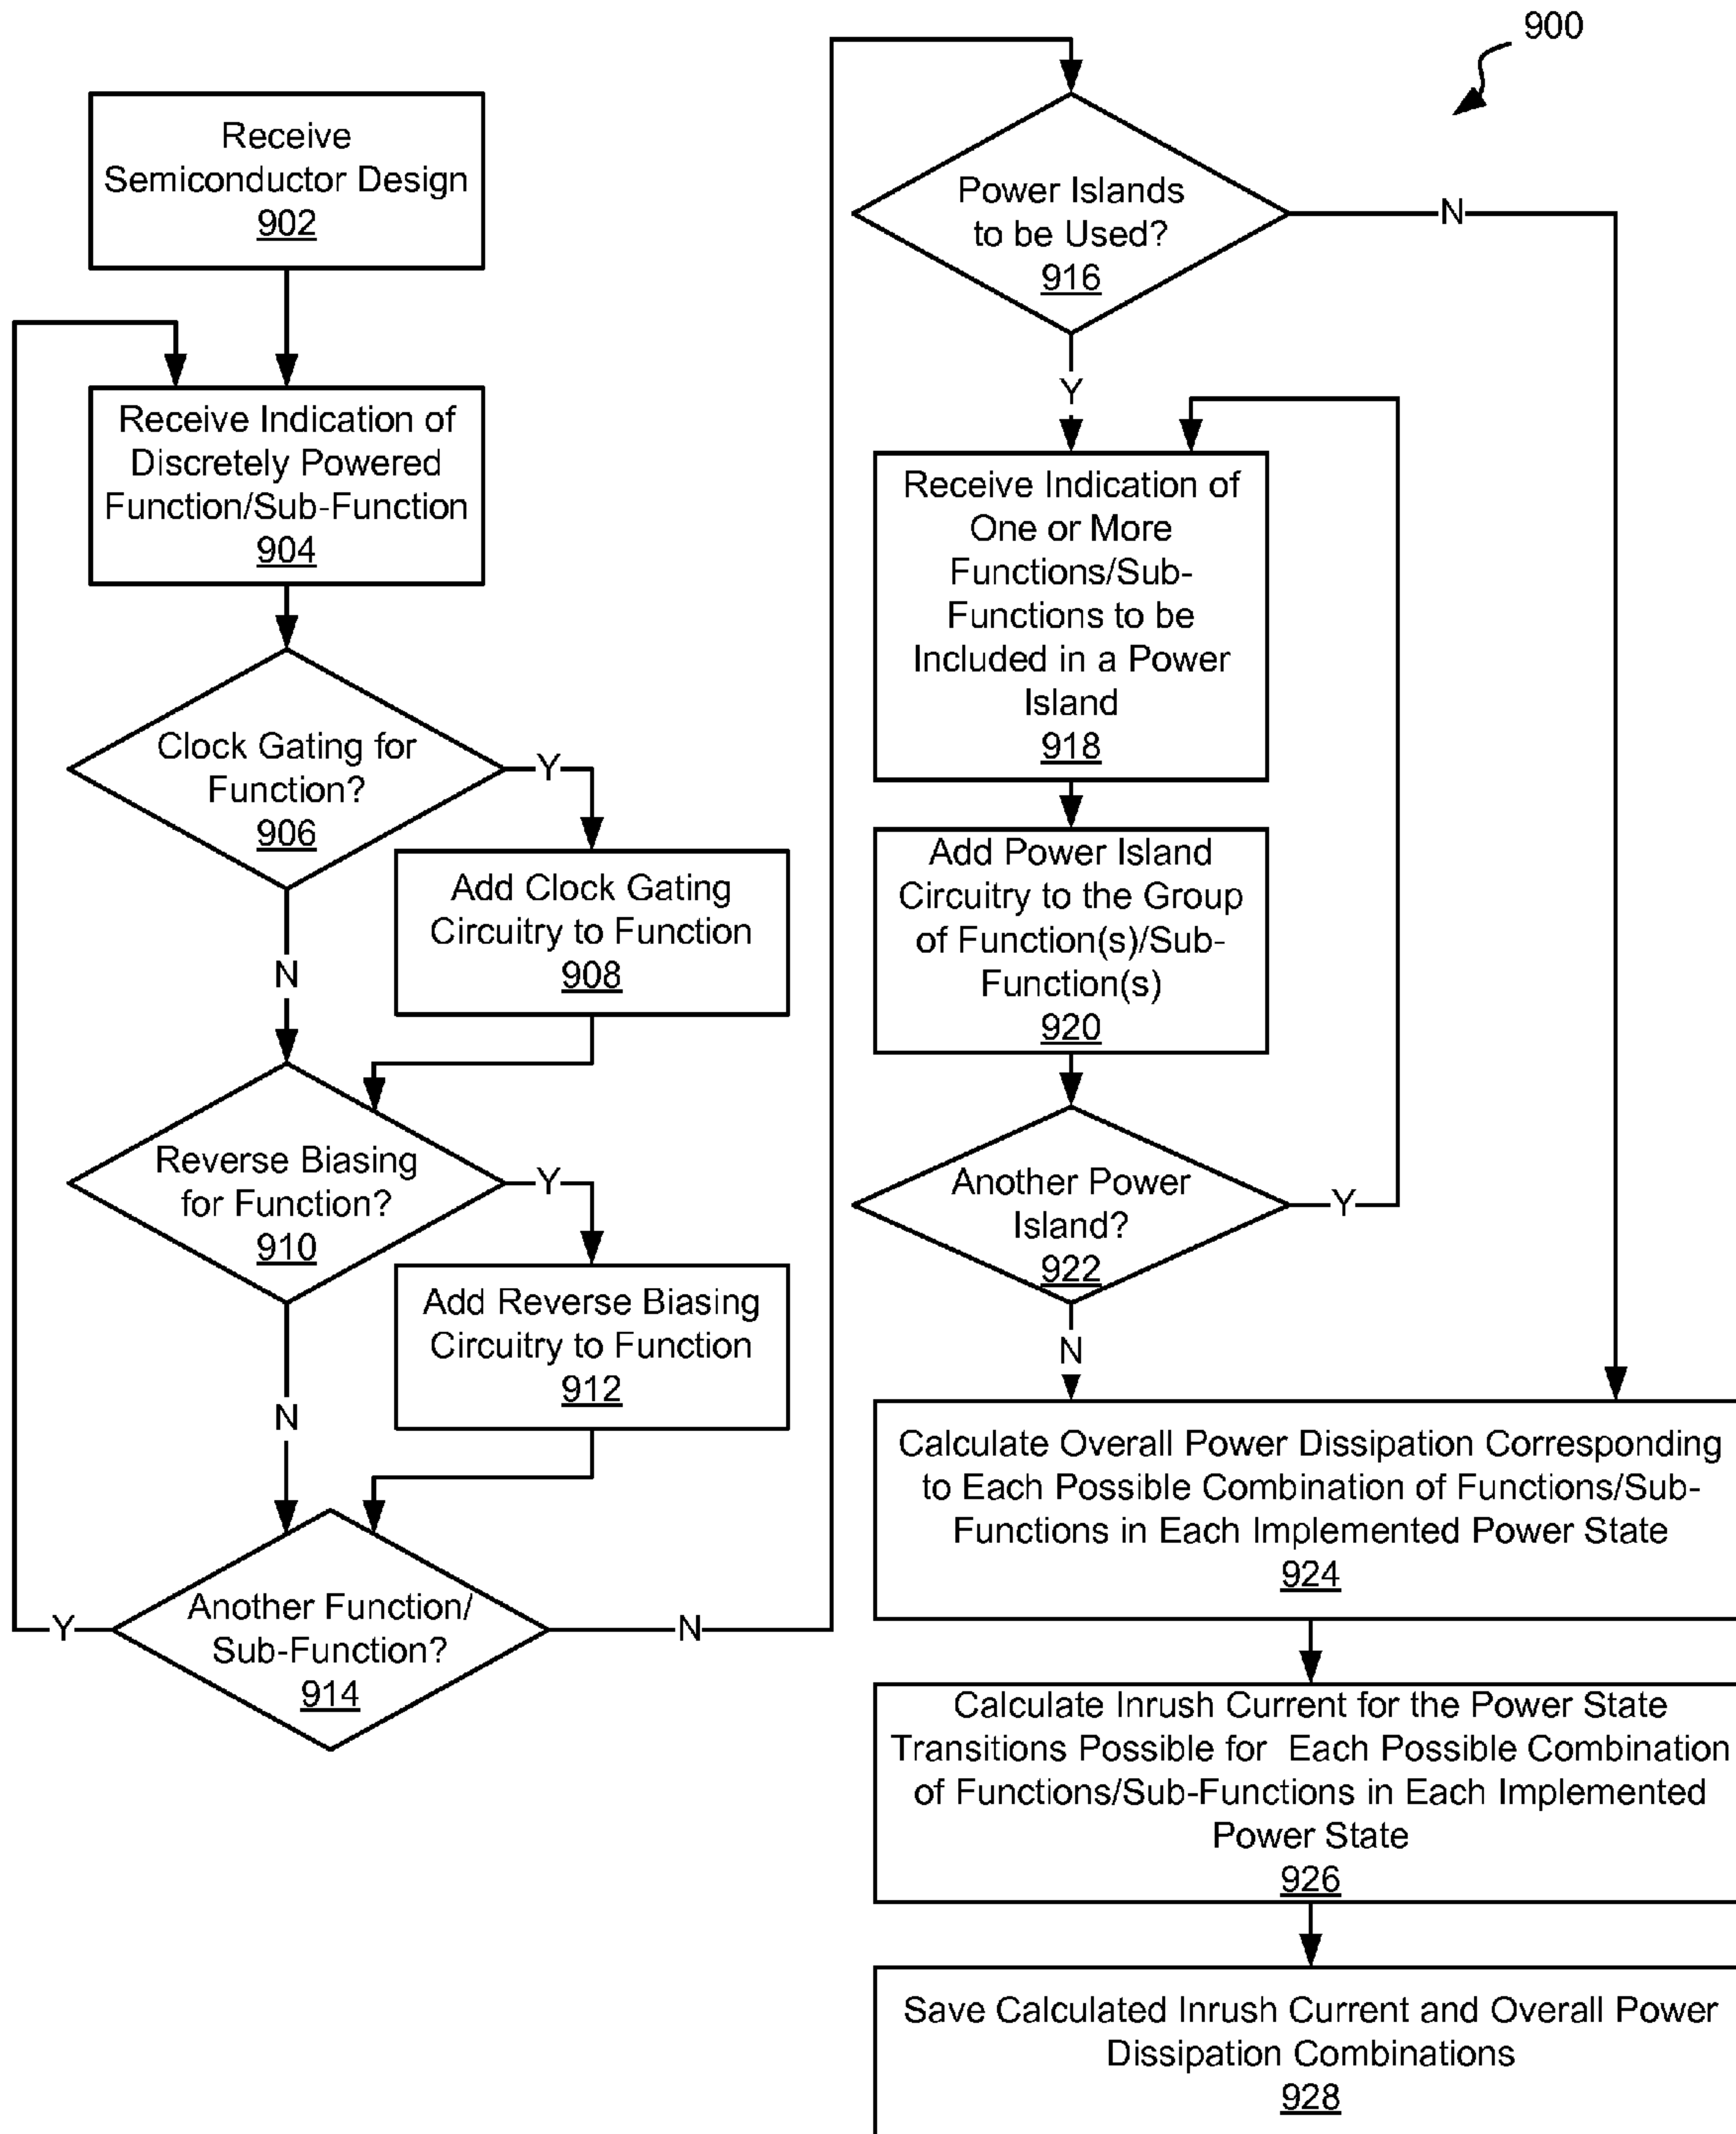 900
Receive
Semiconductor Design
902
Receive Indication of
Discretely Powered
Function/Sub-Function
904
Clock Gating for
Function?
906
Y
Add Clock Gating
Circuitry to Function
908
N
Reverse Biasing
for Function?
910
Y
Add Reverse Biasing
Circuitry to Function
912
N
Another Function/
Sub-Function?
914
Y
N
Power Islands
to be Used?
916
N
Y
Receive Indication of
One or More
Functions/Sub-
Functions to be
Included in a Power
Island
918
Add Power Island
Circuitry to the Group
of Function(s)/Sub-
Function(s)
920
Another Power
Island?
922
Y
N
Calculate Overall Power Dissipation Corresponding
to Each Possible Combination of Functions/Sub-
Functions in Each Implemented Power State
924
Calculate Inrush Current for the Power State
Transitions Possible for Each Possible Combination
of Functions/Sub-Functions in Each Implemented
Power State
926
Save Calculated Inrush Current and Overall Power
Dissipation Combinations
928